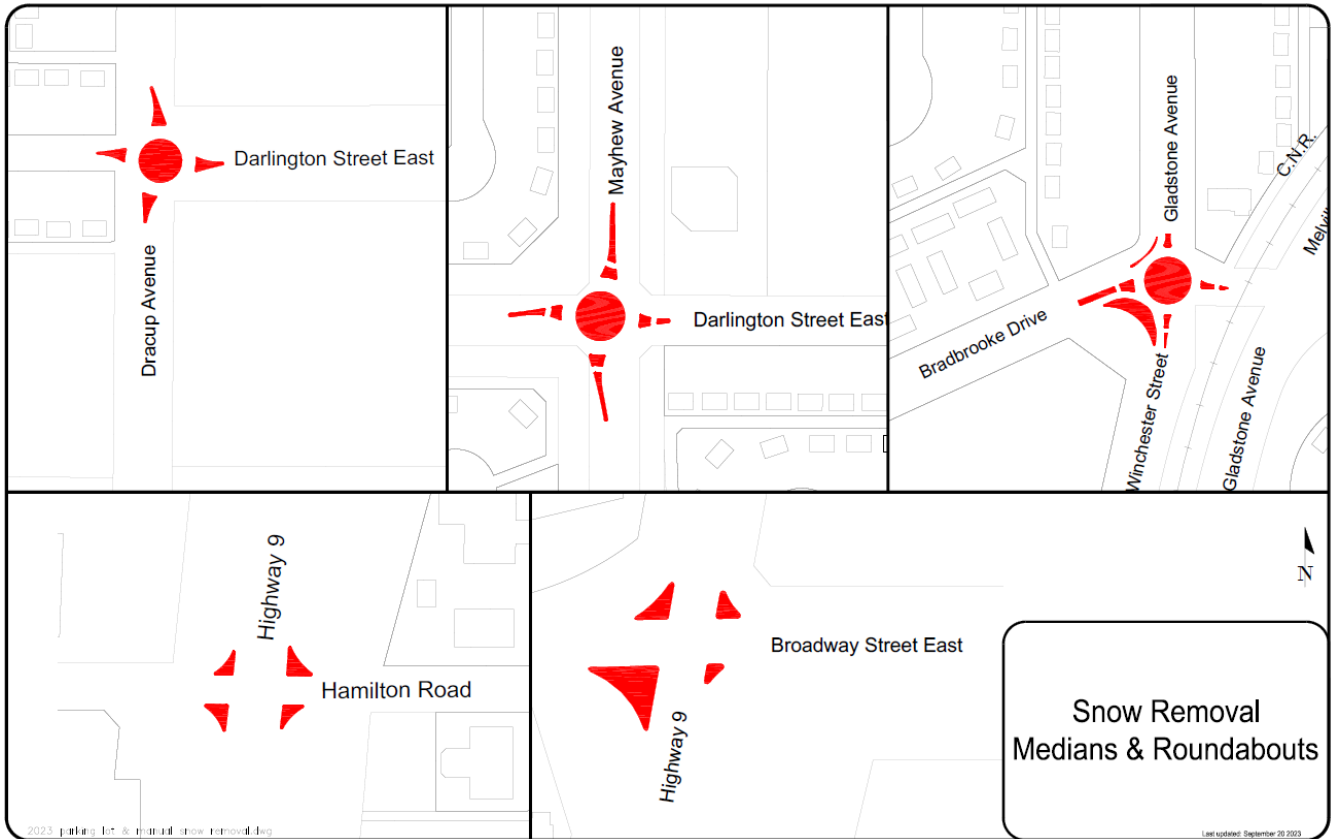 Darlington Street East
Dracup Avenue
Mayhew Avenue
Darlington Street East
Gladstone Avenue
C.N.R.
Bradbrooke Drive
Winchester Street
Gladstone Avenue
Highway 9
Hamilton Road
Broadway Street East
Highway 9
N
Snow Removal
Medians & Roundabouts
2023 parking lot & manual snow removal.dwg
Last updated: September 20 2023